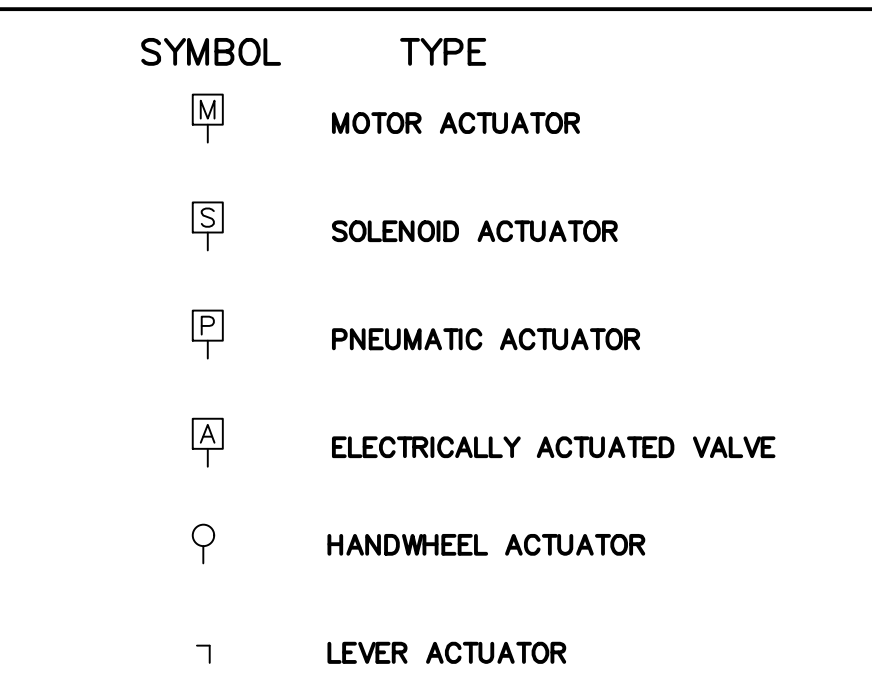 SYMBOL TYPE
M MOTOR ACTUATOR
S SOLENOID ACTUATOR
P PNEUMATIC ACTUATOR
A ELECTRICALLY ACTUATED VALVE
HANDWHEEL ACTUATOR
LEVER ACTUATOR